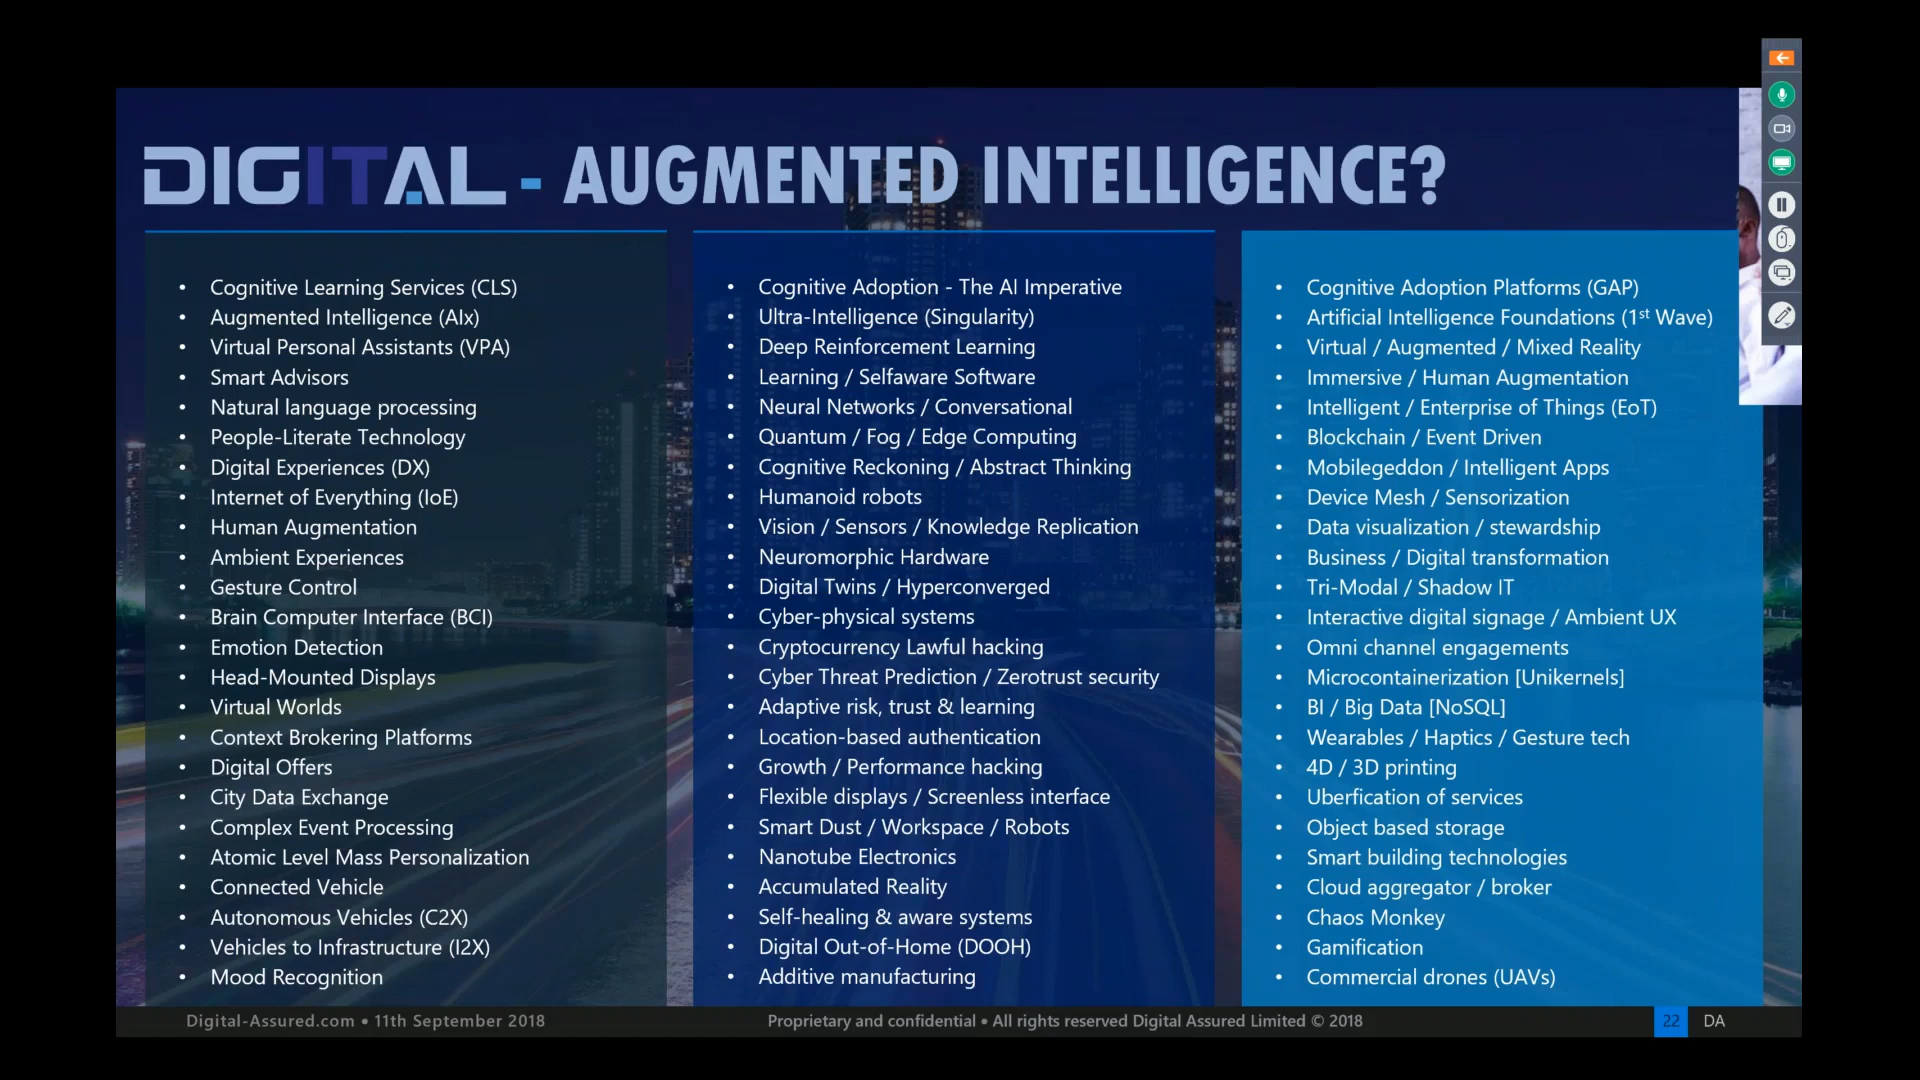 DIGITAL - AUGMENTED INTELLIGENCE?
• Cognitive Learning Services (CLS)
• Augmented Intelligence (AIx)
• Virtual Personal Assistants (VPA)
• Smart Advisors
• Natural language processing
• People-Literate Technology
• Digital Experiences (DX)
• Internet of Everything (IoE)
• Human Augmentation
• Ambient Experiences
• Gesture Control
• Brain Computer Interface (BCI)
• Emotion Detection
• Head-Mounted Displays
• Virtual Worlds
• Context Brokering Platforms
• Digital Offers
• City Data Exchange
• Complex Event Processing
• Atomic Level Mass Personalization
• Connected Vehicle
• Autonomous Vehicles (C2X)
• Vehicles to Infrastructure (I2X)
• Mood Recognition
• Cognitive Adoption - The AI Imperative
• Ultra-Intelligence (Singularity)
• Deep Reinforcement Learning
• Learning / Selfaware Software
• Neural Networks / Conversational
• Quantum / Fog / Edge Computing
• Cognitive Reckoning / Abstract Thinking
• Humanoid robots
• Vision / Sensors / Knowledge Replication
• Neuromorphic Hardware
• Digital Twins / Hyperconverged
• Cyber-physical systems
• Cryptocurrency Lawful hacking
• Cyber Threat Prediction / Zerotrust security
• Adaptive risk, trust & learning
• Location-based authentication
• Growth / Performance hacking
• Flexible displays / Screenless interface
• Smart Dust / Workspace / Robots
• Nanotube Electronics
• Accumulated Reality
• Self-healing & aware systems
• Digital Out-of-Home (DOOH)
• Additive manufacturing
• Cognitive Adoption Platforms (GAP)
• Artificial Intelligence Foundations (1st Wave)
• Virtual / Augmented / Mixed Reality
• Immersive / Human Augmentation
• Intelligent / Enterprise of Things (EoT)
• Blockchain / Event Driven
• Mobilegeddon / Intelligent Apps
• Device Mesh / Sensorization
• Data visualization / stewardship
• Business / Digital transformation
• Tri-Modal / Shadow IT
• Interactive digital signage / Ambient UX
• Omni channel engagements
• Microcontainerization [Unikernels]
• BI / Big Data [NoSQL]
• Wearables / Haptics / Gesture tech
• 4D / 3D printing
• Uberfication of services
• Object based storage
• Smart building technologies
• Cloud aggregator / broker
• Chaos Monkey
• Gamification
• Commercial drones (UAVs)
Digital-Assured.com • 11th September 2018
Proprietary and confidential • All rights reserved Digital Assured Limited © 2018
22 DA